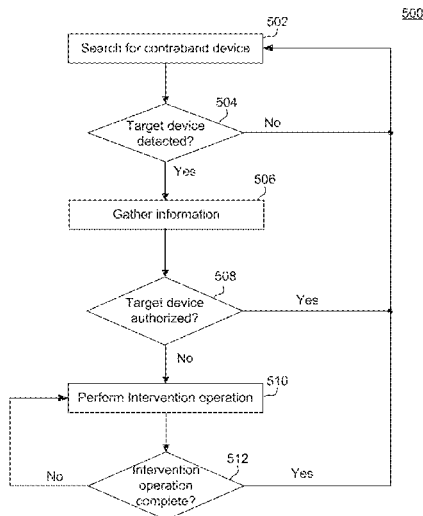 500
502
Search for contraband device
504
Target device
detected?
No
Yes
506
Gather information
508
Target device
authorized?
Yes
No
510
Perform Intervention operation
512
Intervention
operation
complete?
No
Yes